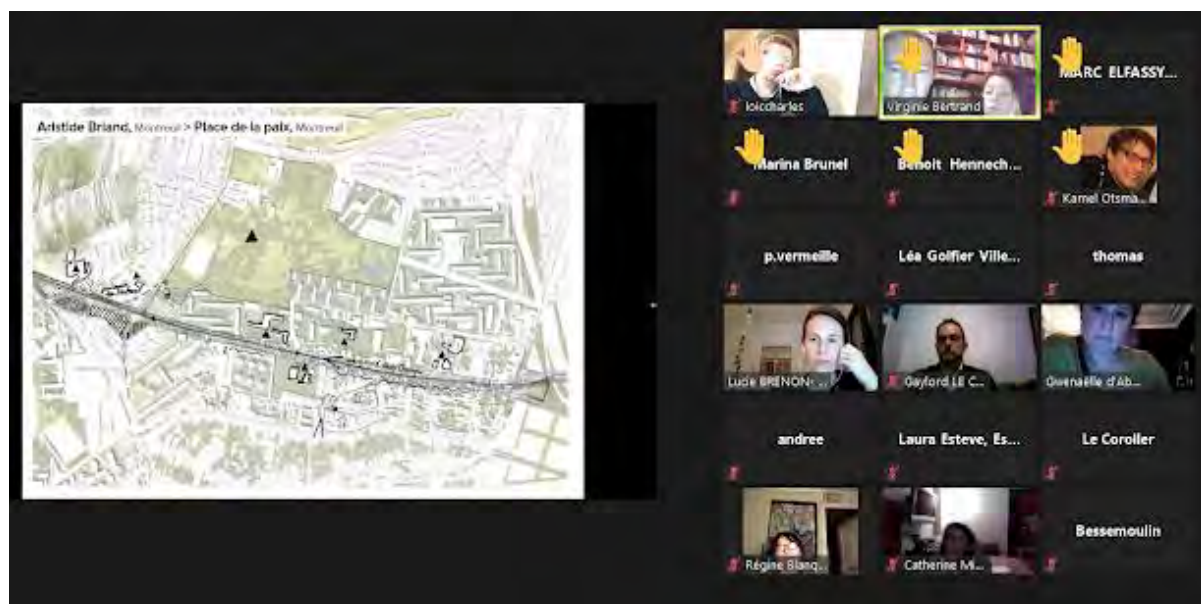 Aristide Briand, Montreuil > Place de la paix, Montreuil
loiccharles
Virginie Bertrand
MARC ELFASSY...
Marina Brunel
Benoit Hennech...
Kamel Otsma...
p.vermeille
Léa Golfier Ville...
thomas
Lucie BRENON- ...
Gaylord LE C...
Gwenaëlle d'Ab...
andree
Laura Esteve, Es...
Le Coroller
Régine Blanq...
Catherine Mi...
Bessemoulin